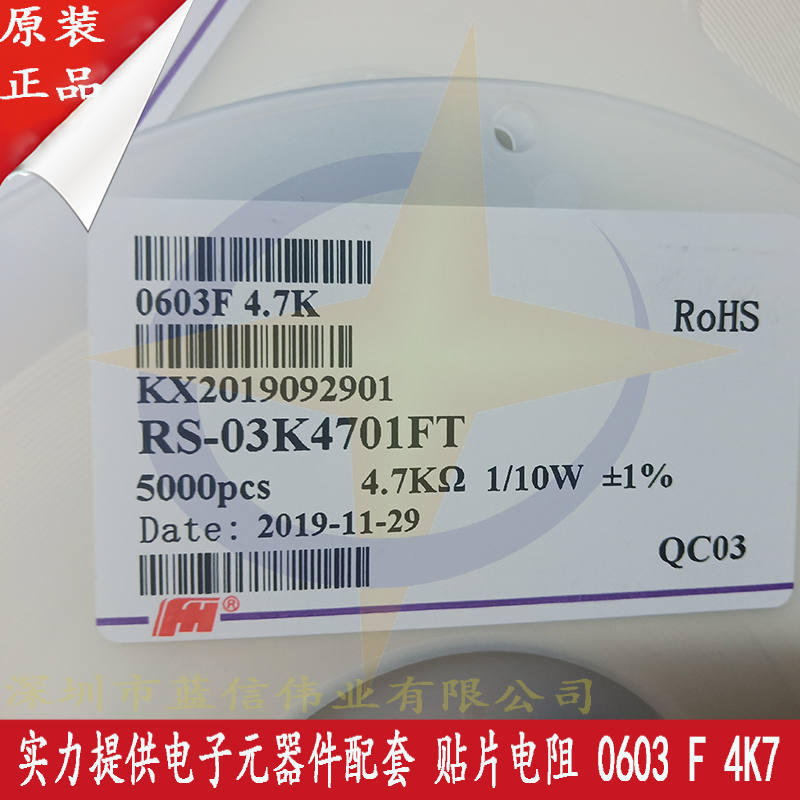 原装
正品
0603F 4.7K
RoHS
KX2019092901
RS-03K4701FT
5000pcs 4.7KΩ 1/10W ±1%
Date: 2019-11-29
QC03
FH®
深圳市蓝信伟业有限公司
实力提供电子元器件配套 贴片电阻 0603 F 4K7